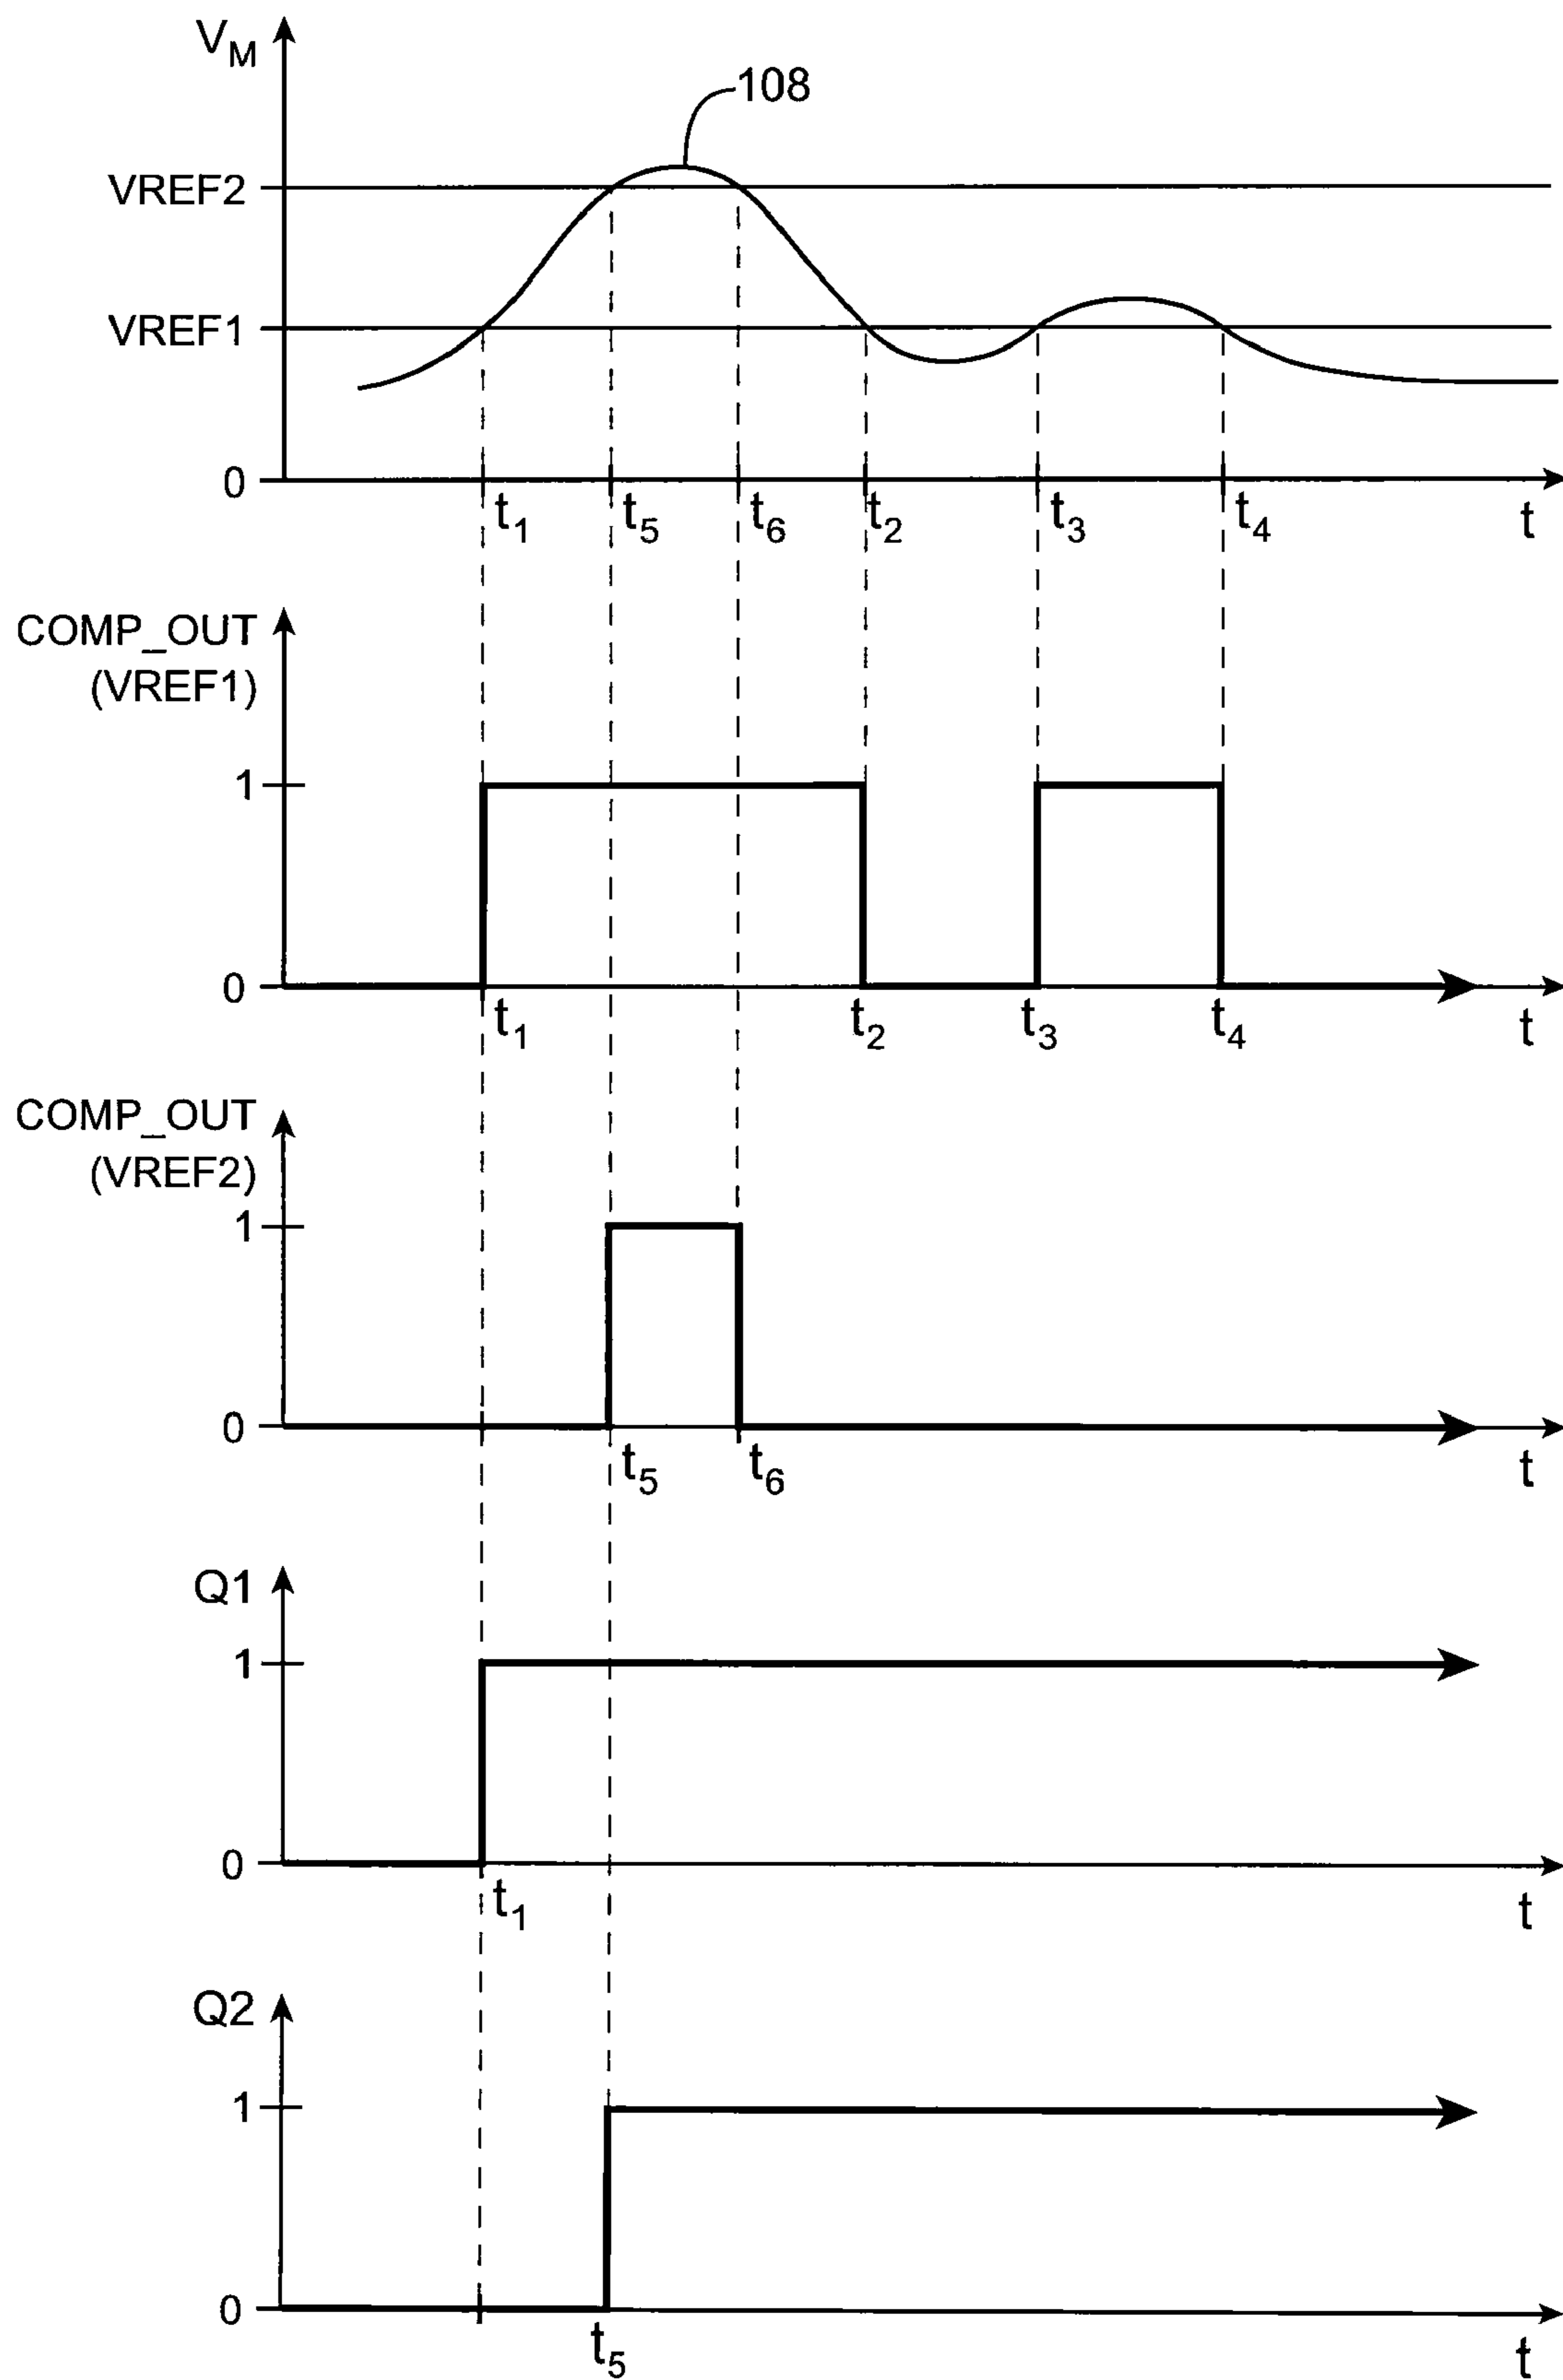 V_M
108
VREF2
VREF1
0
t_1 t_5 t_6 t_2 t_3 t_4 t
COMP_OUT
(VREF1)
1
0
t_1 t_2 t_3 t_4 t
COMP_OUT
(VREF2)
1
0
t_5 t_6 t
Q1
1
0
t_1 t
Q2
1
0
t_5 t